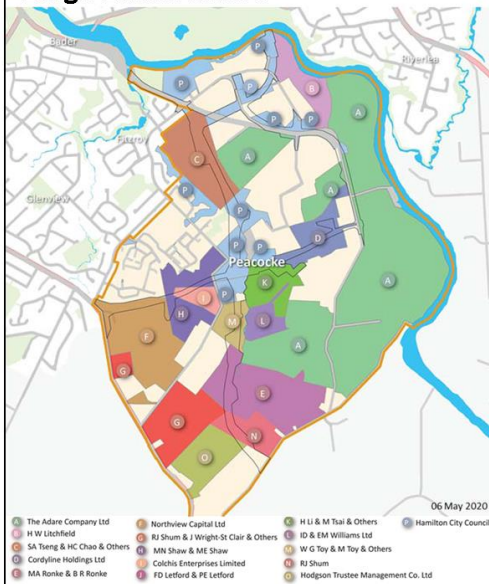 Bader
Riverlea
Fitzroy
Glenview
P
P
P
B
A
P
P
C
A
P
A
P
P
P
D
Peacocke
K
A
I
P
H
M
L
F
A
G
E
G
N
O
06 May 2020
A The Adare Company Ltd
B H W Litchfield
C SA Tseng & HC Chao & Others
D Cordyline Holdings Ltd
E MA Ronke & B R Ronke
F Northview Capital Ltd
G RJ Shum & J Wright-St Clair & Others
H MN Shaw & ME Shaw
I Colchis Enterprises Limited
J FD Letford & PE Letford
K H Li & M Tsai & Others
L ID & EM Williams Ltd
M W G Toy & M Toy & Others
N RJ Shum
O Hodgson Trustee Management Co. Ltd
P Hamilton City Council